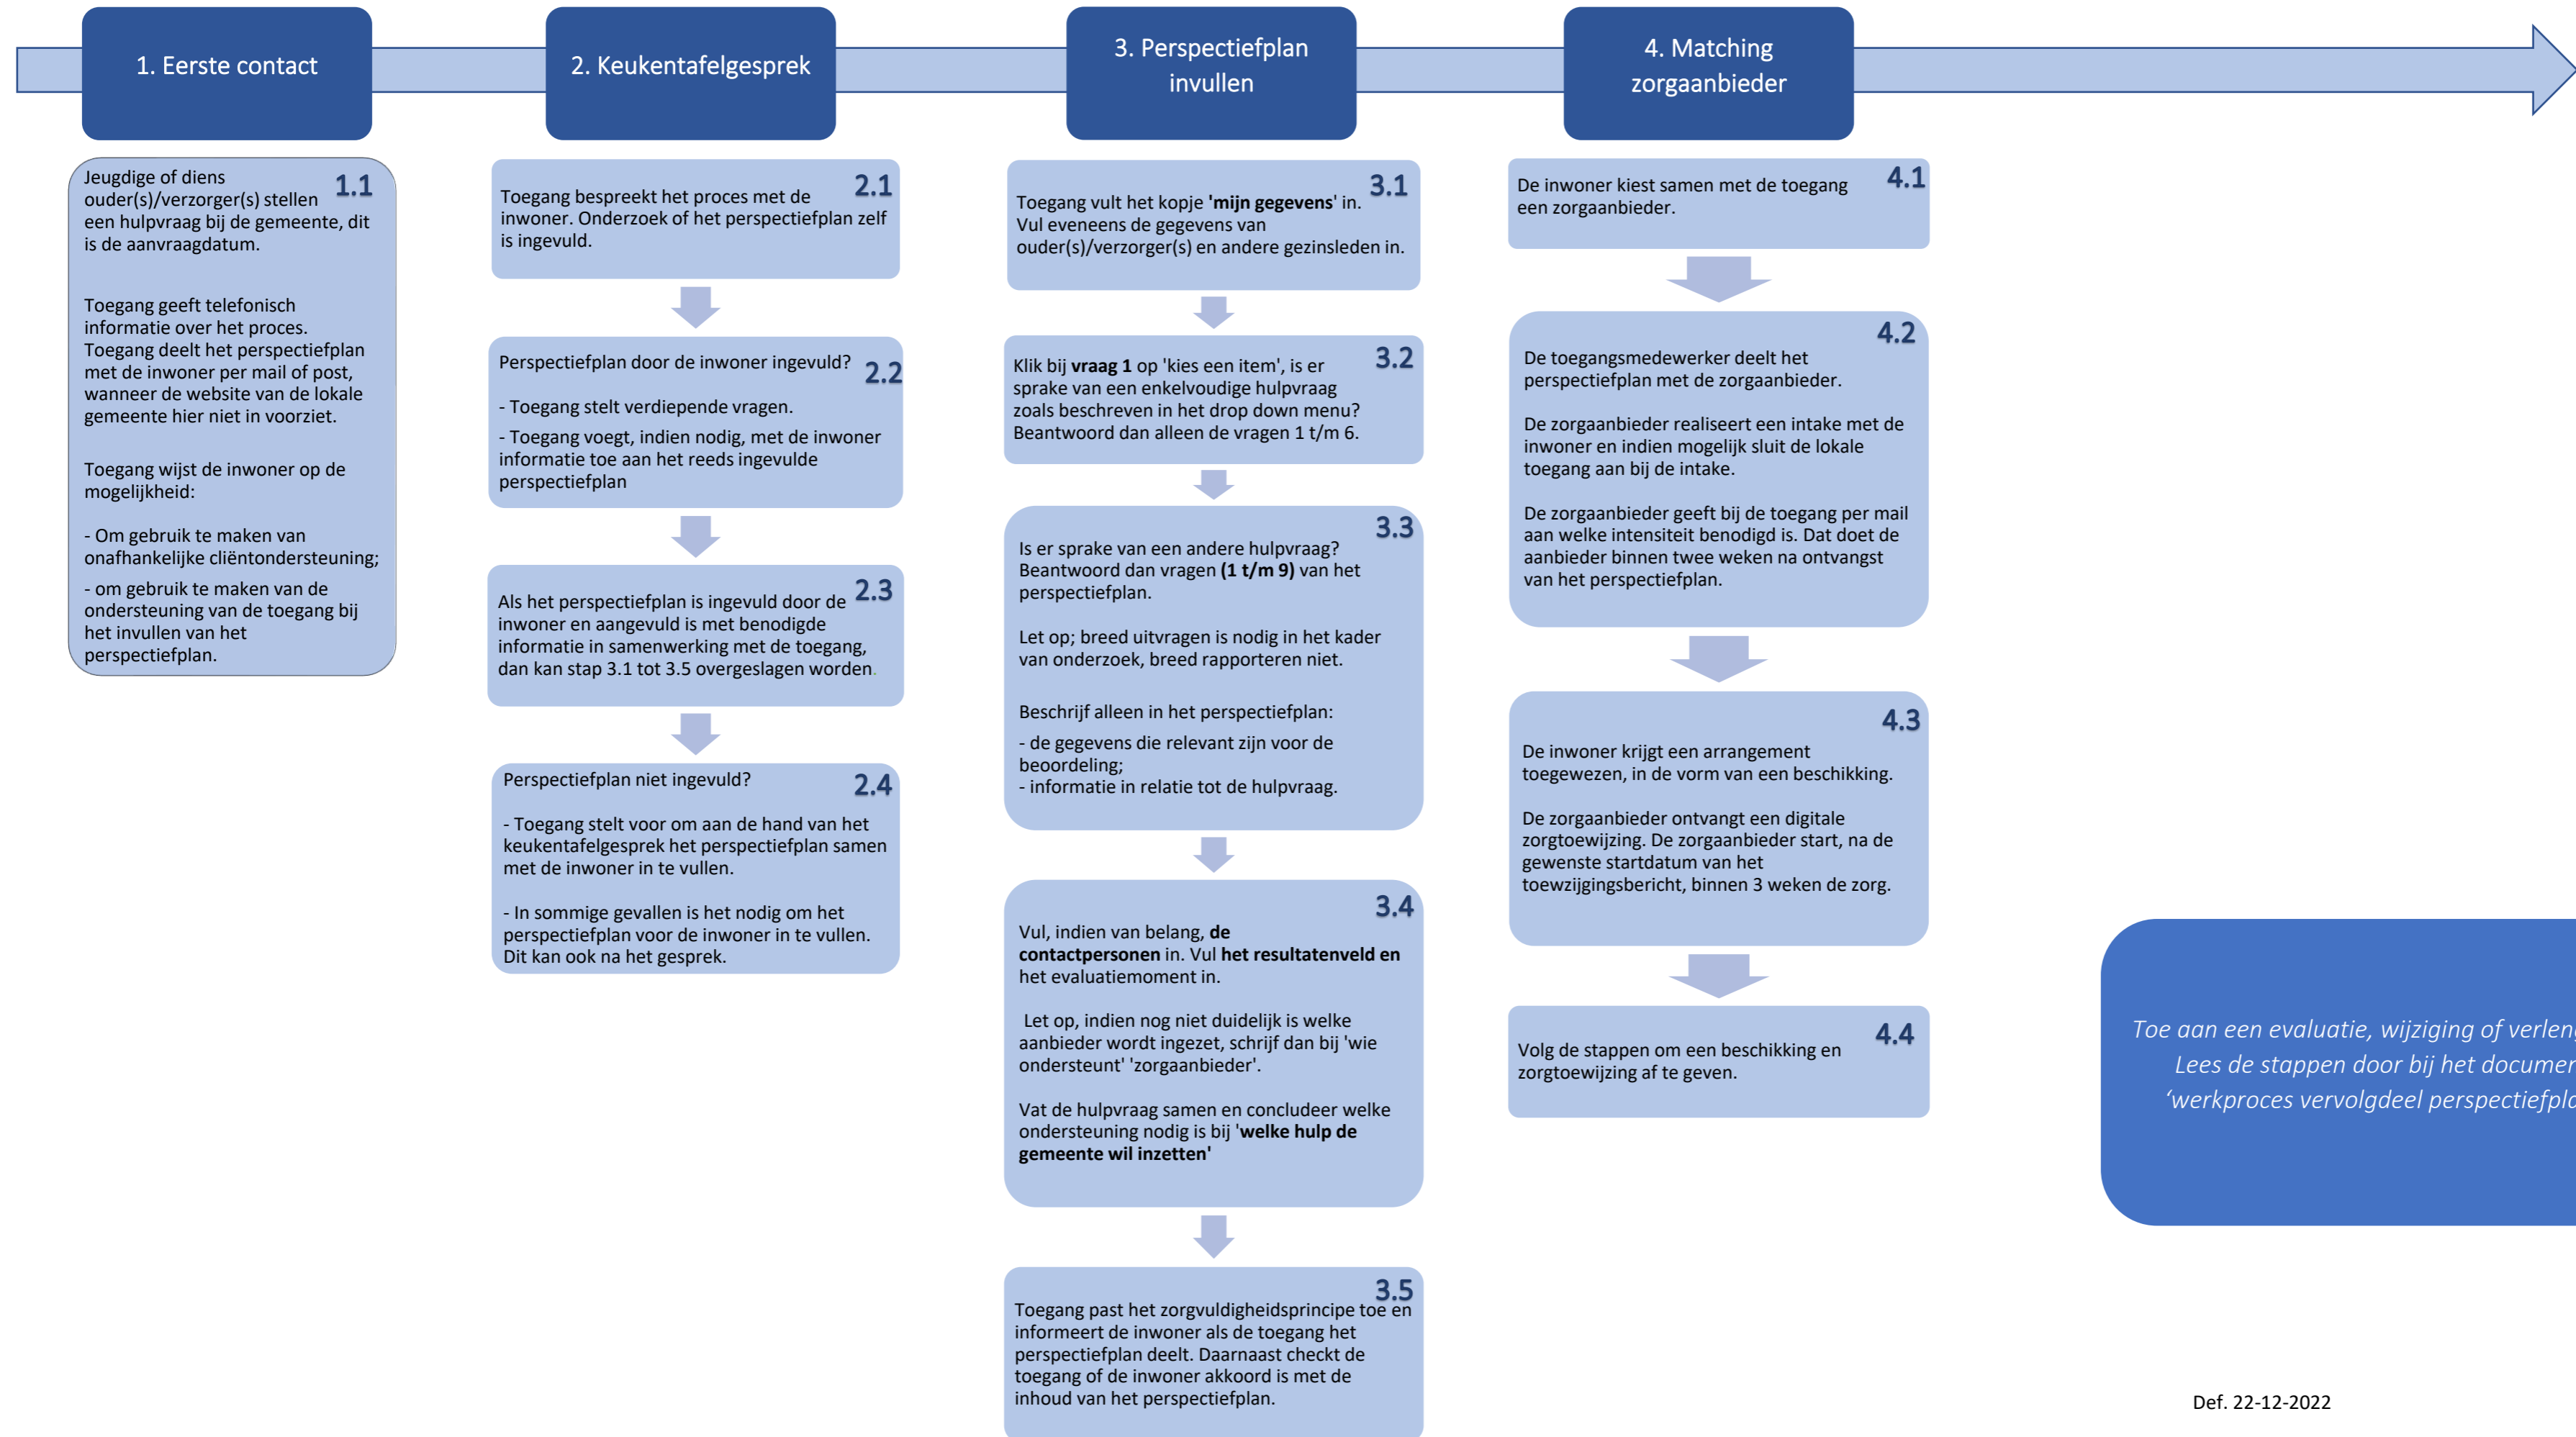 1. Eerste contact
2. Keukentafelgesprek
3. Perspectiefplan
invullen
4. Matching
zorgaanbieder
1.1
Jeugdige of diens
ouder(s)/verzorger(s) stellen
een hulpvraag bij de gemeente, dit
is de aanvraagdatum.
Toegang geeft telefonisch
informatie over het proces.
Toegang deelt het perspectiefplan
met de inwoner per mail of post,
wanneer de website van de lokale
gemeente hier niet in voorziet.
Toegang wijst de inwoner op de
mogelijkheid:
- Om gebruik te maken van
onafhankelijke cliëntondersteuning;
- om gebruik te maken van de
ondersteuning van de toegang bij
het invullen van het
perspectiefplan.
2.1
Toegang bespreekt het proces met de
inwoner. Onderzoek of het perspectiefplan zelf
is ingevuld.
2.2
Perspectiefplan door de inwoner ingevuld?
- Toegang stelt verdiepende vragen.
- Toegang voegt, indien nodig, met de inwoner
informatie toe aan het reeds ingevulde
perspectiefplan
2.3
Als het perspectiefplan is ingevuld door de
inwoner en aangevuld is met benodigde
informatie in samenwerking met de toegang,
dan kan stap 3.1 tot 3.5 overgeslagen worden.
2.4
Perspectiefplan niet ingevuld?
- Toegang stelt voor om aan de hand van het
keukentafelgesprek het perspectiefplan samen
met de inwoner in te vullen.
- In sommige gevallen is het nodig om het
perspectiefplan voor de inwoner in te vullen.
Dit kan ook na het gesprek.
3.1
Toegang vult het kopje 'mijn gegevens' in.
Vul eveneens de gegevens van
ouder(s)/verzorger(s) en andere gezinsleden in.
3.2
Klik bij vraag 1 op 'kies een item', is er
sprake van een enkelvoudige hulpvraag
zoals beschreven in het drop down menu?
Beantwoord dan alleen de vragen 1 t/m 6.
3.3
Is er sprake van een andere hulpvraag?
Beantwoord dan vragen (1 t/m 9) van het
perspectiefplan.
Let op; breed uitvragen is nodig in het kader
van onderzoek, breed rapporteren niet.
Beschrijf alleen in het perspectiefplan:
- de gegevens die relevant zijn voor de
beoordeling;
- informatie in relatie tot de hulpvraag.
3.4
Vul, indien van belang, de
contactpersonen in. Vul het resultatenveld en
het evaluatiemoment in.
Let op, indien nog niet duidelijk is welke
aanbieder wordt ingezet, schrijf dan bij 'wie
ondersteunt' 'zorgaanbieder'.
Vat de hulpvraag samen en concludeer welke
ondersteuning nodig is bij 'welke hulp de
gemeente wil inzetten'
3.5
Toegang past het zorgvuldigheidsprincipe toe en
informeert de inwoner als de toegang het
perspectiefplan deelt. Daarnaast checkt de
toegang of de inwoner akkoord is met de
inhoud van het perspectiefplan.
4.1
De inwoner kiest samen met de toegang
een zorgaanbieder.
4.2
De toegangsmedewerker deelt het
perspectiefplan met de zorgaanbieder.
De zorgaanbieder realiseert een intake met de
inwoner en indien mogelijk sluit de lokale
toegang aan bij de intake.
De zorgaanbieder geeft bij de toegang per mail
aan welke intensiteit benodigd is. Dat doet de
aanbieder binnen twee weken na ontvangst
van het perspectiefplan.
4.3
De inwoner krijgt een arrangement
toegewezen, in de vorm van een beschikking.
De zorgaanbieder ontvangt een digitale
zorgtoewijzing. De zorgaanbieder start, na de
gewenste startdatum van het
toewzijgingsbericht, binnen 3 weken de zorg.
4.4
Volg de stappen om een beschikking en
zorgtoewijzing af te geven.
Toe aan een evaluatie, wijziging of
Lees de stappen door bij het
‘werkproces vervolgdeel
Def. 22-12-2022